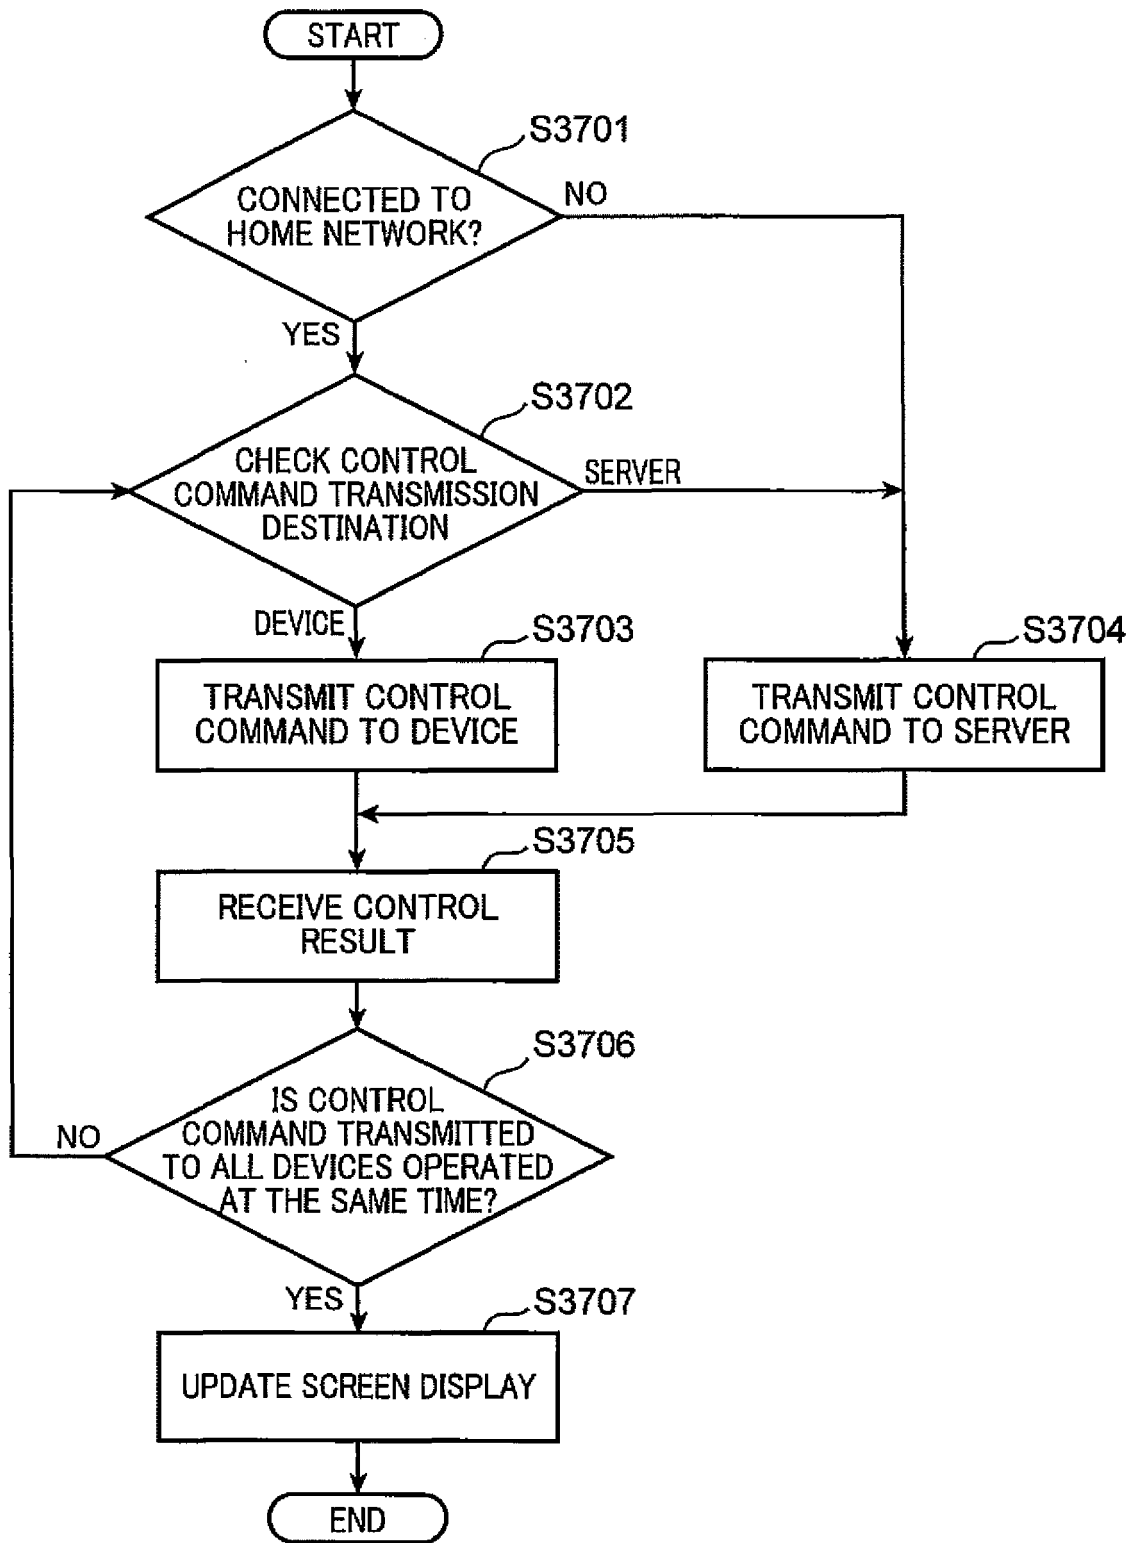 START
S3701
CONNECTED TO
HOME NETWORK?
NO
YES
S3702
CHECK CONTROL
COMMAND TRANSMISSION
DESTINATION
SERVER
DEVICE
S3703
TRANSMIT CONTROL
COMMAND TO DEVICE
S3704
TRANSMIT CONTROL
COMMAND TO SERVER
S3705
RECEIVE CONTROL
RESULT
S3706
IS CONTROL
COMMAND TRANSMITTED
TO ALL DEVICES OPERATED
AT THE SAME TIME?
NO
YES
S3707
UPDATE SCREEN DISPLAY
END